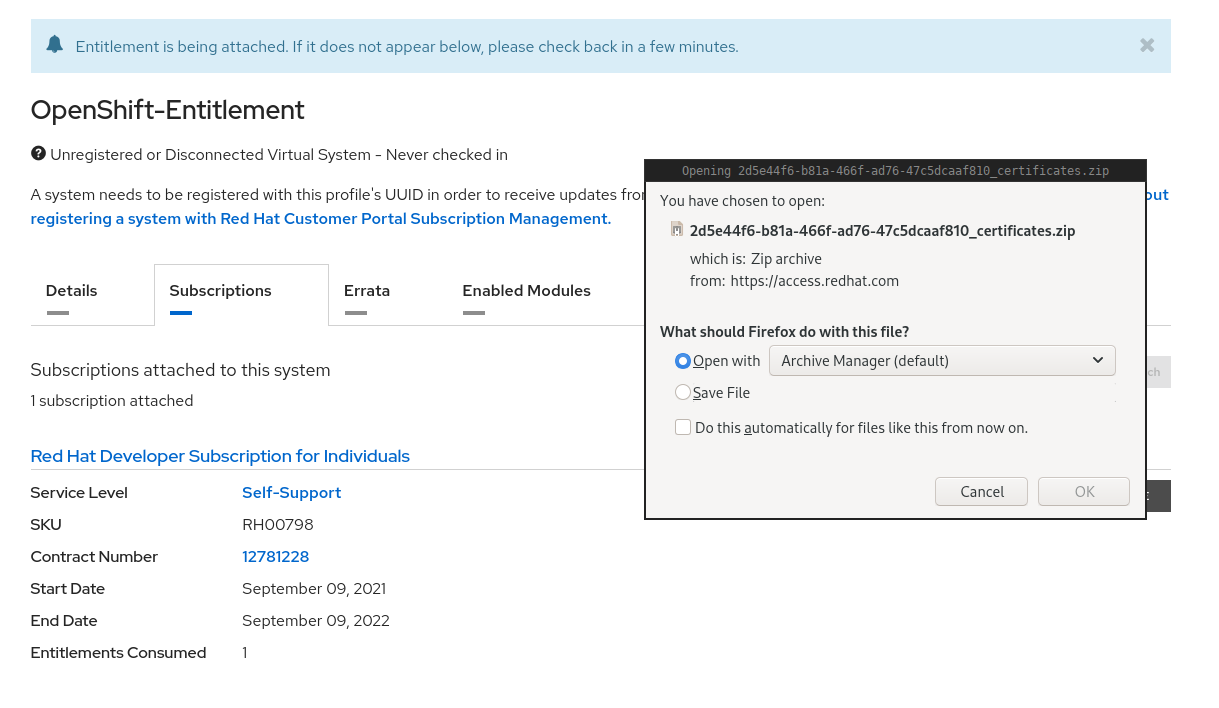 Entitlement is being attached. If it does not appear below, please check back in a few minutes.
OpenShift-Entitlement
Unregistered or Disconnected Virtual System - Never checked in
A system needs to be registered with this profile's UUID in order to receive updates
registering a system with Red Hat Customer Portal Subscription Management.
Details
Subscriptions
Errata
Enabled Modules
Subscriptions attached to this system
1 subscription attached
Red Hat Developer Subscription for Individuals
Service Level Self-Support
SKU RH00798
Contract Number 12781228
Start Date September 09, 2021
End Date September 09, 2022
Entitlements Consumed 1
Opening 2d5e44f6-b81a-466f-ad76-47c5dcaaf810_certificates.zip
You have chosen to open:
2d5e44f6-b81a-466f-ad76-47c5dcaaf810_certificates.zip
which is: Zip archive
from: https://access.redhat.com
What should Firefox do with this file?
Open with Archive Manager (default)
Save File
Do this automatically for files like this from now on.
Cancel OK